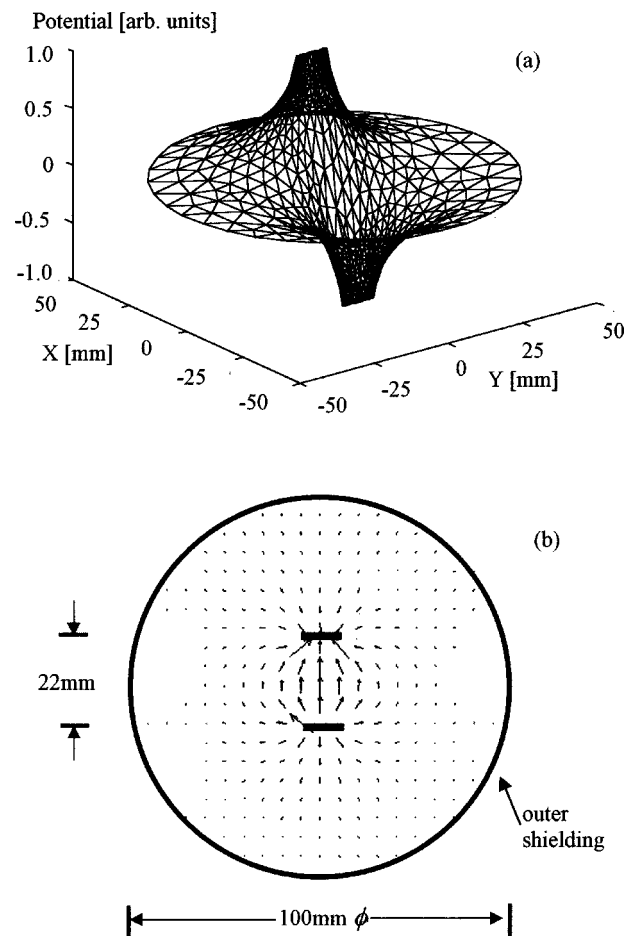 Potential [arb. units]
(a)
1.0
0.5
0
-0.5
-1.0
50
25
0
-25
-50
X [mm]
-50
-25
0
25
50
Y [mm]
(b)
22mm
outer
shielding
100mm ϕ